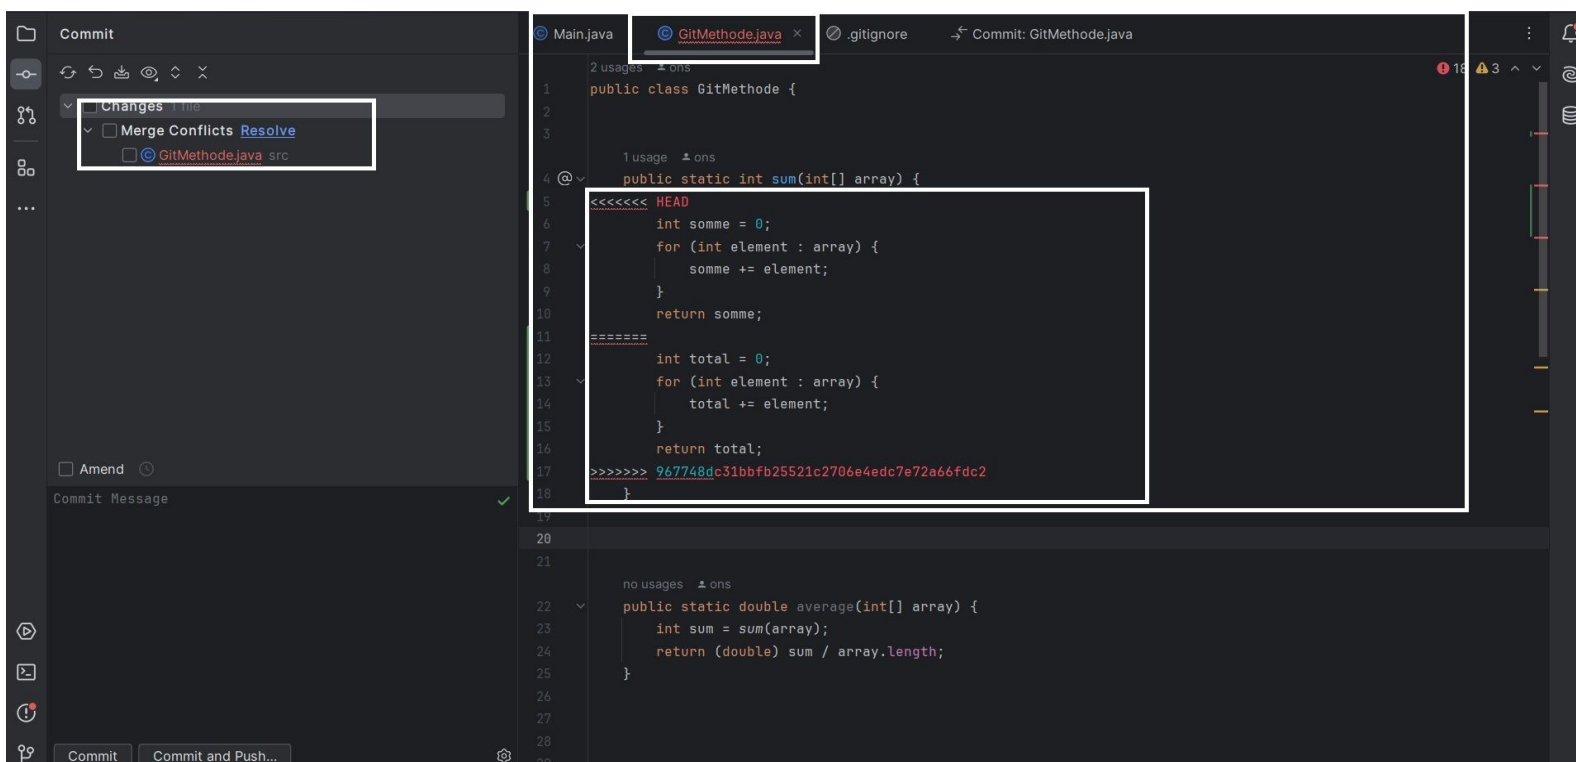 Commit
Changes 1 file
Merge Conflicts Resolve
GitMethode.java src
Amend
Commit Message
Commit Commit and Push...
Main.java GitMethode.java .gitignore Commit: GitMethode.java
2 usages ons
18 3
1 public class GitMethode {
2
3
1 usage ons
4 @ public static int sum(int[] array) {
5 <<<<<<< HEAD
6 int somme = 0;
7 for (int element : array) {
8 somme += element;
9 }
10 return somme;
11 =======
12 int total = 0;
13 for (int element : array) {
14 total += element;
15 }
16 return total;
17 >>>>>>> 967748dc31bbfb25521c2706e4edc7e72a66fdc2
18 }
19
20
21
no usages ons
22 public static double average(int[] array) {
23 int sum = sum(array);
24 return (double) sum / array.length;
25 }
26
27
28